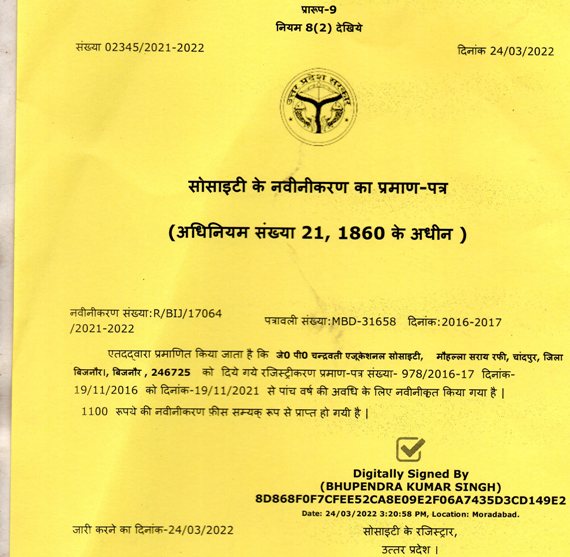 प्रारूप-9
नियम 8(2) देखिये
संख्या 02345/2021-2022 दिनांक 24/03/2022
उत्तर प्रदेश सरकार
सोसाइटी के नवीनीकरण का प्रमाण-पत्र
(अधिनियम संख्या 21, 1860 के अधीन )
नवीनीकरण संख्या:R/BIJ/17064
/2021-2022 पत्रावली संख्या:MBD-31658 दिनांक:2016-2017
एतदद्वारा प्रमाणित किया जाता है कि जे0 पी0 चन्द्रवती एजूकेशनल सोसाइटी, मौहल्ला सराय रफी, चांदपुर, जिला
बिजनौर।, बिजनौर , 246725 को दिये गये रजिस्ट्रीकरण प्रमाण-पत्र संख्या- 978/2016-17 दिनांक-
19/11/2016 को दिनांक-19/11/2021 से पांच वर्ष की अवधि के लिए नवीनीकृत किया गया है |
1100 रूपये की नवीनीकरण फ़ीस सम्यक् रूप से प्राप्त हो गयी है |
Digitally Signed By
(BHUPENDRA KUMAR SINGH)
8D868F0F7CFEE52CA8E09E2F06A7435D3CD149E2
Date: 24/03/2022 3:20:58 PM, Location: Moradabad.
जारी करने का दिनांक-24/03/2022 सोसाइटी के रजिस्ट्रार,
उत्तर प्रदेश ।